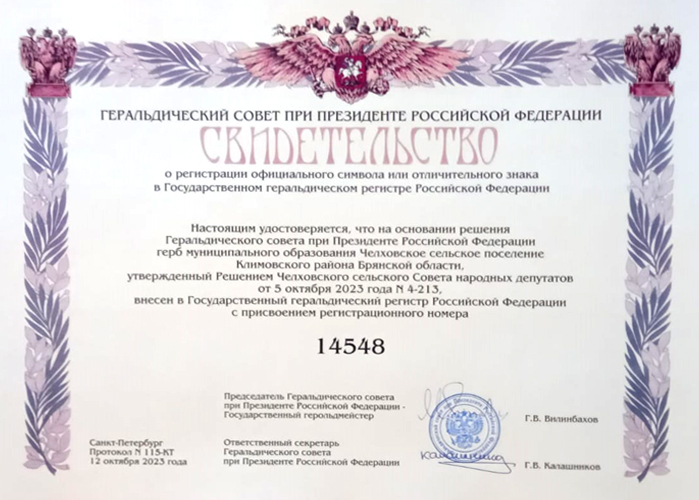 ГЕРАЛЬДИЧЕСКИЙ СОВЕТ ПРИ ПРЕЗИДЕНТЕ РОССИЙСКОЙ ФЕДЕРАЦИИ
СВИДЕТЕЛЬСТВО
о регистрации официального символа или отличительного знака
в Государственном геральдическом регистре Российской Федерации
Настоящим удостоверяется, что на основании решения
Геральдического совета при Президенте Российской Федерации
герб муниципального образования Челховское сельское поселение
Климовского района Брянской области,
утвержденный Решением Челховского сельского Совета народных депутатов
от 5 октября 2023 года N 4-213,
внесен в Государственный геральдический регистр Российской Федерации
с присвоением регистрационного номера
14548
Председатель Геральдического совета
при Президенте Российской Федерации -
Государственный герольдмейстер
Г.В. Вилинбахов
Санкт-Петербург
Протокол N 115-КТ
12 октября 2023 года
Ответственный секретарь
Геральдического совета
при Президенте Российской Федерации
Г.В. Калашников